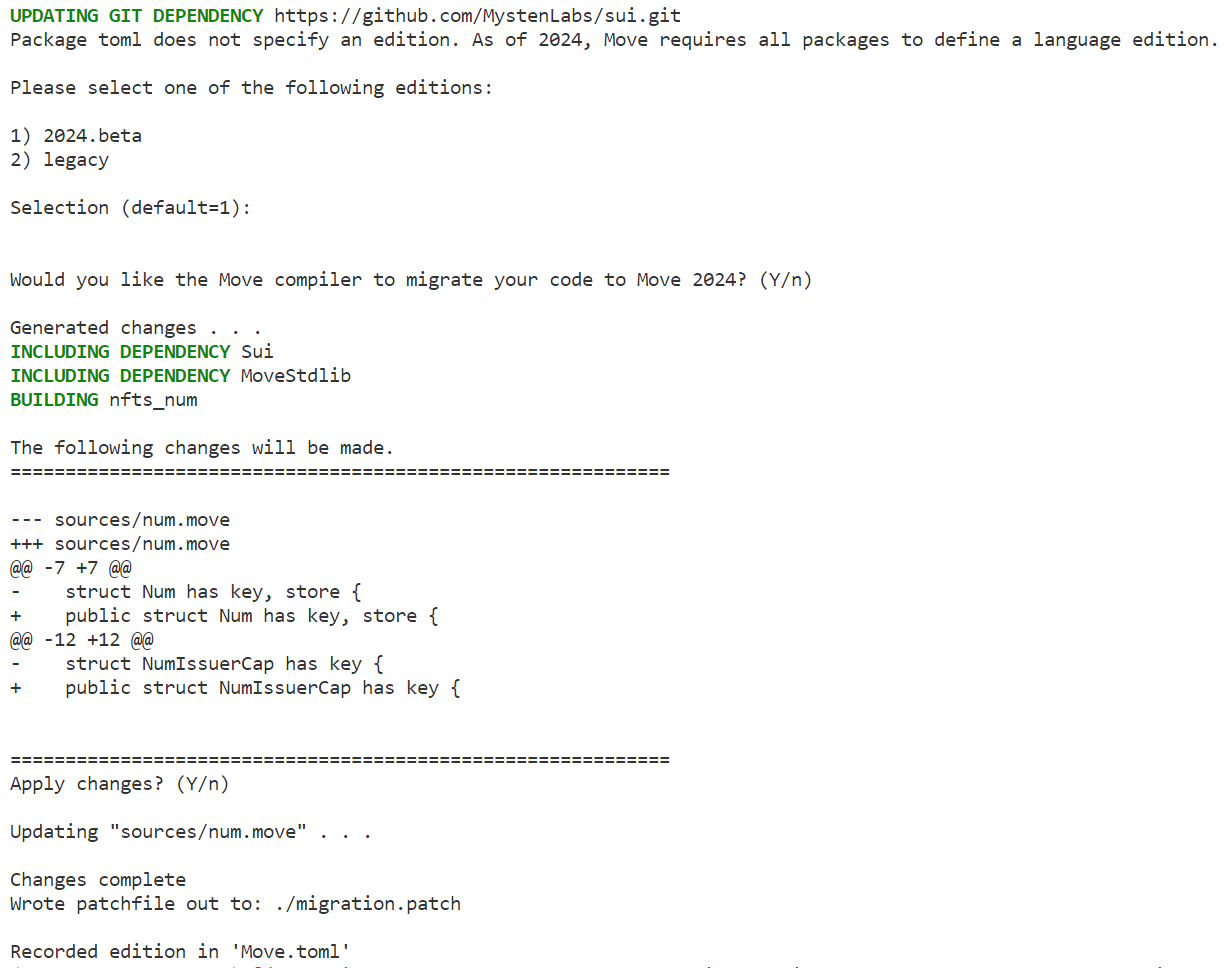 UPDATING GIT DEPENDENCY https://github.com/MystenLabs/sui.git
Package toml does not specify an edition. As of 2024, Move requires all packages to define a language edition.
Please select one of the following editions:
1) 2024.beta
2) legacy
Selection (default=1):
Would you like the Move compiler to migrate your code to Move 2024? (Y/n)
Generated changes . . .
INCLUDING DEPENDENCY Sui
INCLUDING DEPENDENCY MoveStdlib
BUILDING nfts_num
The following changes will be made.
============================================================
--- sources/num.move
+++ sources/num.move
@@ -7 +7 @@
-    struct Num has key, store {
+    public struct Num has key, store {
@@ -12 +12 @@
-    struct NumIssuerCap has key {
+    public struct NumIssuerCap has key {
============================================================
Apply changes? (Y/n)
Updating "sources/num.move" . . .
Changes complete
Wrote patchfile out to: ./migration.patch
Recorded edition in 'Move.toml'